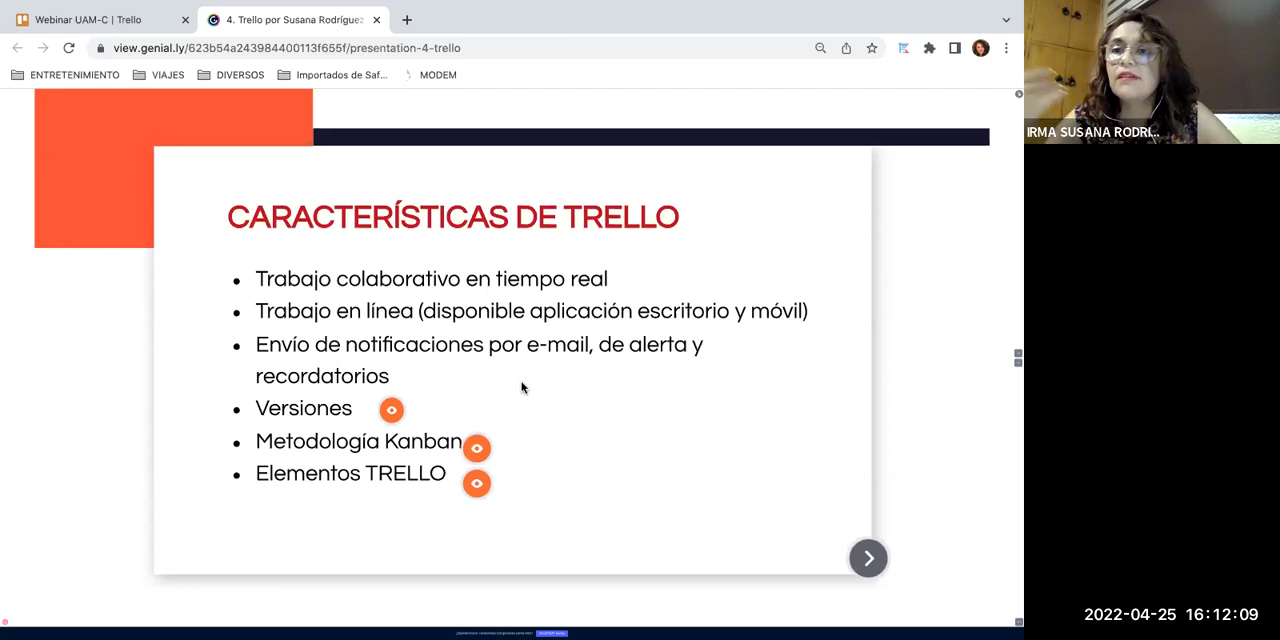 Webinar UAM-C | Trello
4. Trello por Susana Rodríguez
view.genial.ly/623b54a243984400113f655f/presentation-4-trello
ENTRETENIMIENTO
VIAJES
DIVERSOS
Importados de Saf...
MODEM
IRMA SUSANA RODRI...
CARACTERÍSTICAS DE TRELLO
• Trabajo colaborativo en tiempo real
• Trabajo en línea (disponible aplicación escritorio y móvil)
• Envío de notificaciones por e-mail, de alerta y
recordatorios
• Versiones
• Metodología Kanban
• Elementos TRELLO
2022-04-25 16:12:09